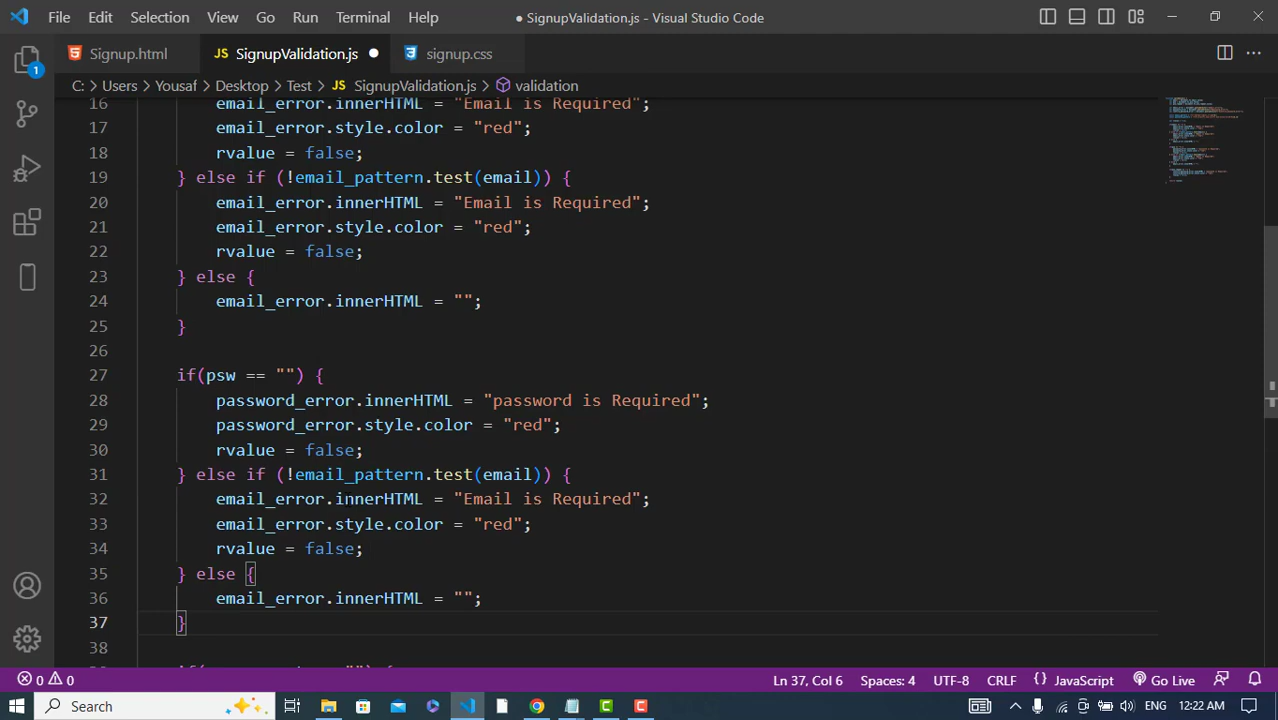 File Edit Selection View Go Run Terminal Help
● SignupValidation.js - Visual Studio Code
Signup.html
JS SignupValidation.js ●
signup.css
C: > Users > Yousaf > Desktop > Test > JS SignupValidation.js > validation
16 email_error.innerHTML = "Email is Required";
17 email_error.style.color = "red";
18 rvalue = false;
19 } else if (!email_pattern.test(email)) {
20 email_error.innerHTML = "Email is Required";
21 email_error.style.color = "red";
22 rvalue = false;
23 } else {
24 email_error.innerHTML = "";
25 }
26
27 if(psw == "") {
28 password_error.innerHTML = "password is Required";
29 password_error.style.color = "red";
30 rvalue = false;
31 } else if (!email_pattern.test(email)) {
32 email_error.innerHTML = "Email is Required";
33 email_error.style.color = "red";
34 rvalue = false;
35 } else {
36 email_error.innerHTML = "";
37 }
38
1
0 0
Ln 37, Col 6
Spaces: 4
UTF-8
CRLF
{} JavaScript
Go Live
Search
ENG
12:22 AM